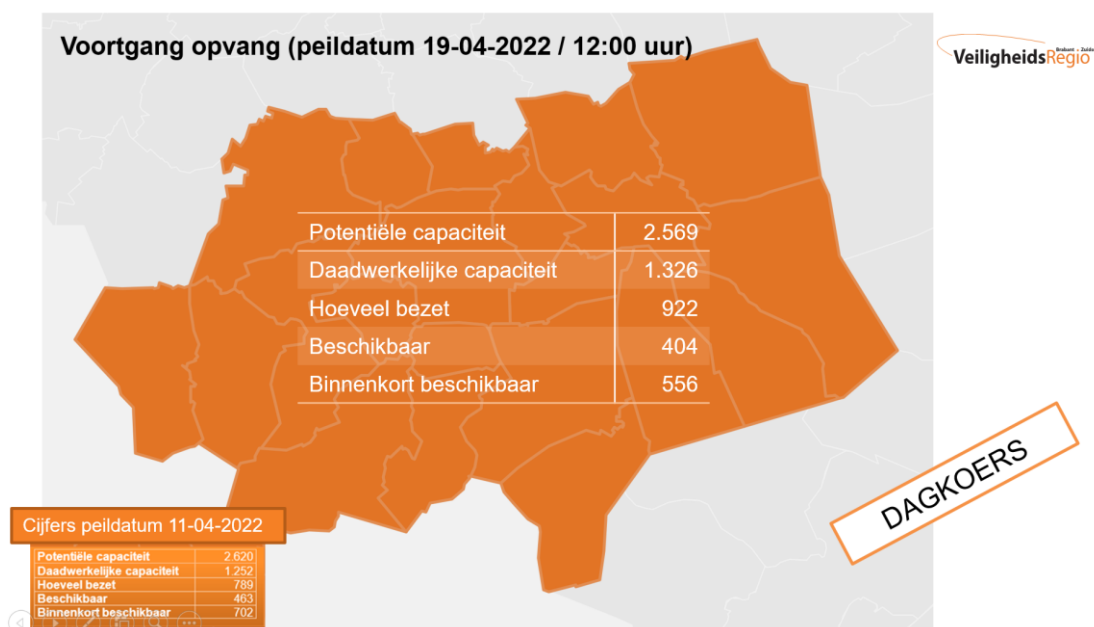 Voortgang opvang (peildatum 19-04-2022 / 12:00 uur)
Brabant - Zuido
VeiligheidsRegio
Potentiële capaciteit 2.569
Daadwerkelijke capaciteit 1.326
Hoeveel bezet 922
Beschikbaar 404
Binnenkort beschikbaar 556
DAGKOERS
Cijfers peildatum 11-04-2022
Potentiële capaciteit 2.620
Daadwerkelijke capaciteit 1.252
Hoeveel bezet 789
Beschikbaar 463
Binnenkort beschikbaar 702